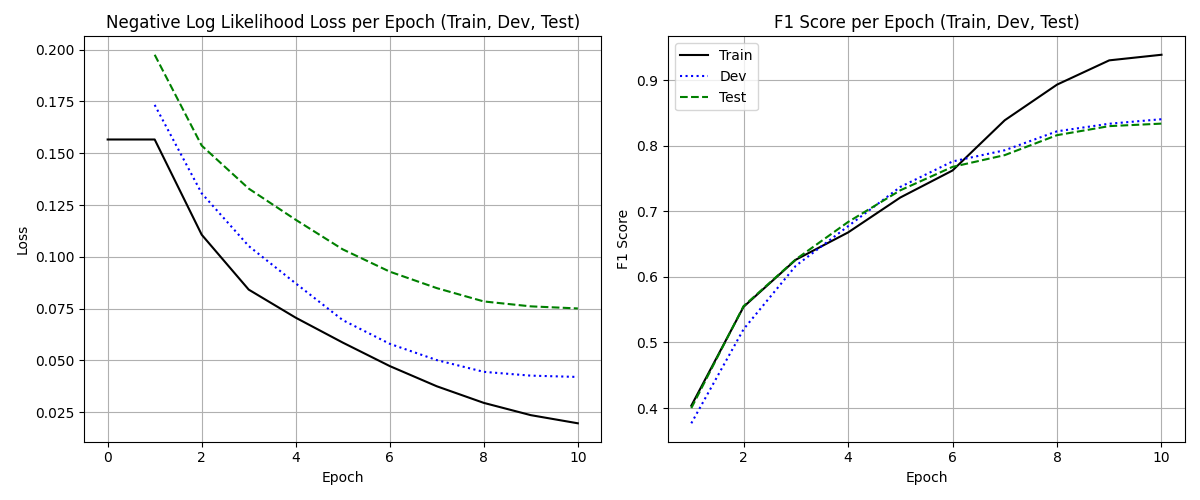 Negative Log Likelihood Loss per Epoch (Train, Dev, Test)
0.200
0.175
0.150
0.125
0.100
0.075
0.050
0.025
Loss
0 2 4 6 8 10
Epoch
F1 Score per Epoch (Train, Dev, Test)
Train
Dev
Test
0.9
0.8
0.7
0.6
0.5
0.4
F1 Score
2 4 6 8 10
Epoch